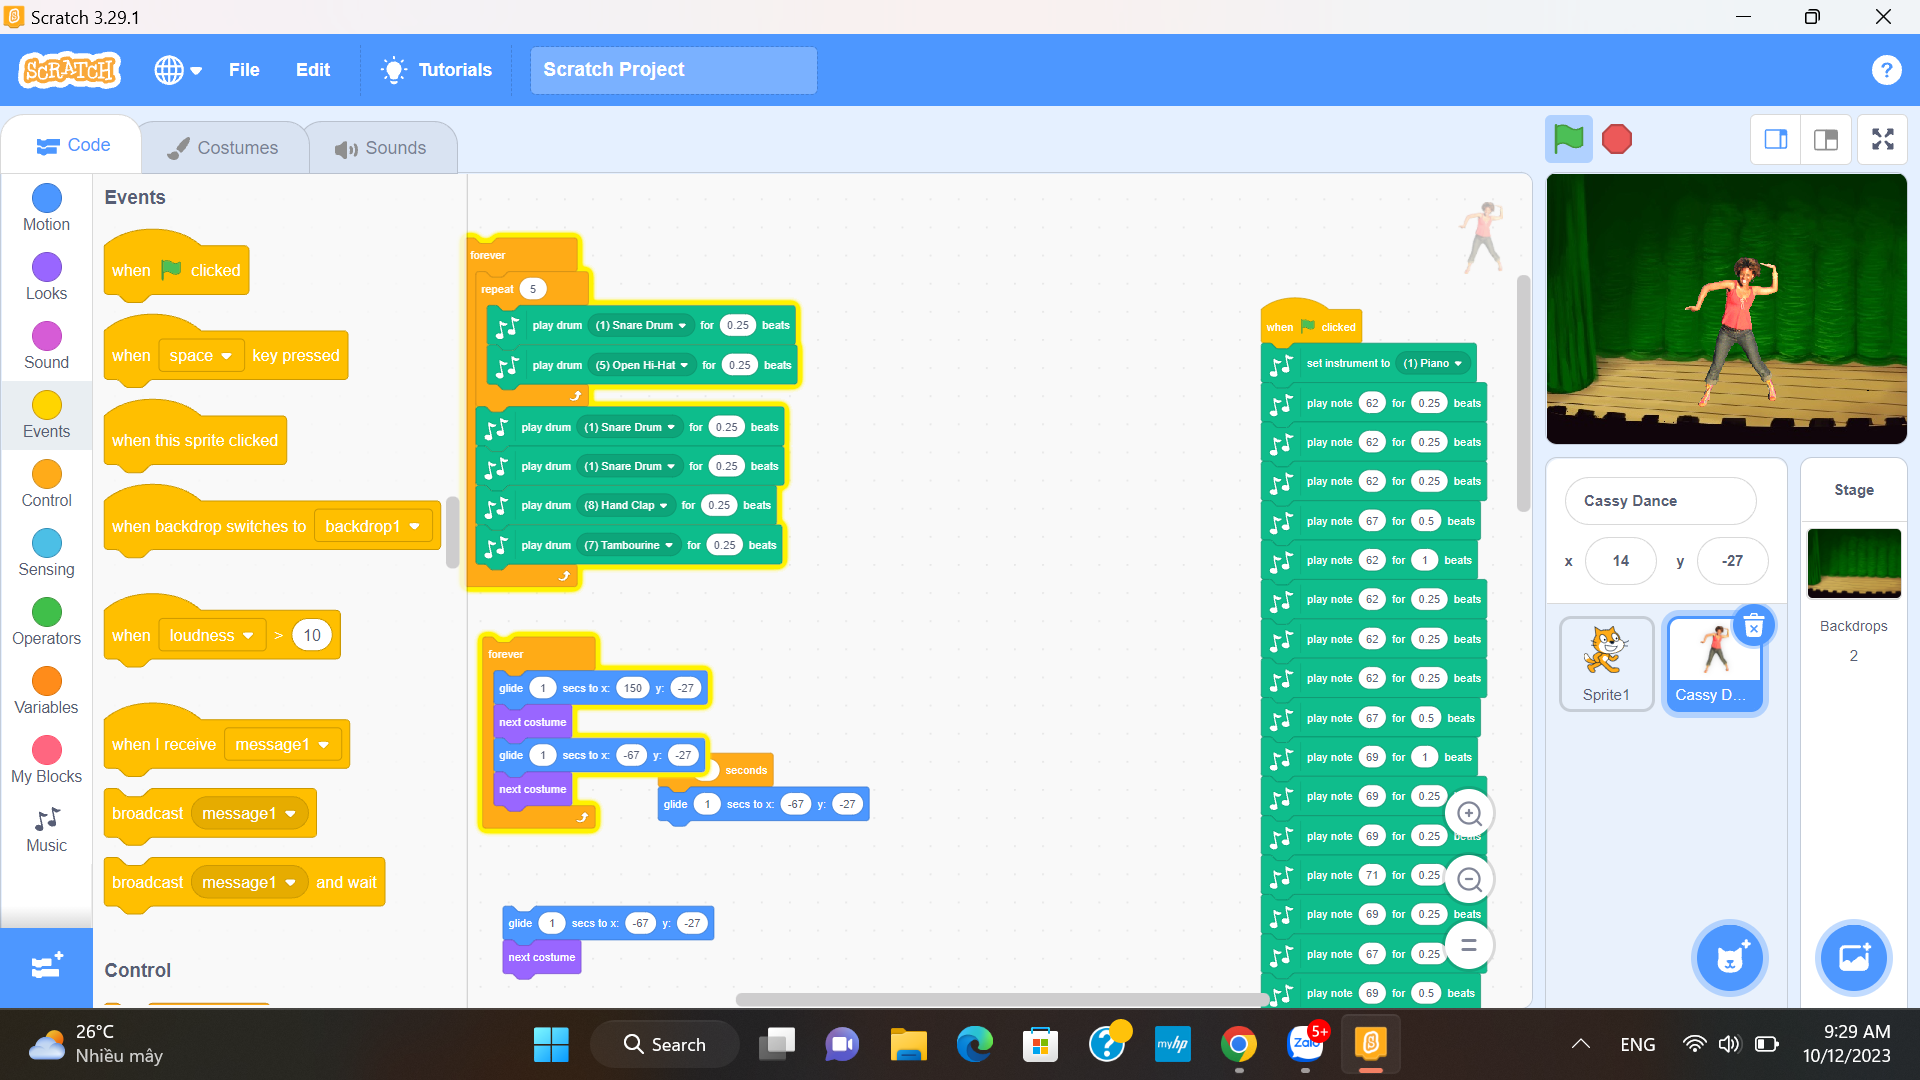 Scratch 3.29.1
SCRATCH
File
Edit
Tutorials
Scratch Project
?
Code
Costumes
Sounds
Motion
Looks
Sound
Events
Control
Sensing
Operators
Variables
My Blocks
Music
Events
when clicked
when space key pressed
when this sprite clicked
when backdrop switches to backdrop1
when loudness > 10
when I receive message1
broadcast message1
broadcast message1 and wait
Control
forever
repeat 5
play drum (1) Snare Drum for 0.25 beats
play drum (5) Open Hi-Hat for 0.25 beats
play drum (1) Snare Drum for 0.25 beats
play drum (1) Snare Drum for 0.25 beats
play drum (8) Hand Clap for 0.25 beats
play drum (7) Tambourine for 0.25 beats
forever
glide 1 secs to x: 150 y: -27
next costume
glide 1 secs to x: -67 y: -27
next costume
seconds
glide 1 secs to x: -67 y: -27
glide 1 secs to x: -67 y: -27
next costume
when clicked
set instrument to (1) Piano
play note 62 for 0.25 beats
play note 62 for 0.25 beats
play note 62 for 0.25 beats
play note 67 for 0.5 beats
play note 62 for 1 beats
play note 62 for 0.25 beats
play note 62 for 0.25 beats
play note 62 for 0.25 beats
play note 67 for 0.5 beats
play note 69 for 1 beats
play note 69 for 0.25
play note 69 for 0.25 beats
play note 71 for 0.25
play note 69 for 0.25 beats
play note 67 for 0.25
play note 69 for 0.5 beats
Cassy Dance
x 14 y -27
Sprite1
Cassy D...
Stage
Backdrops
2
26°C
Nhiều mây
Search
?
myhp
Zalo
5+
ENG
9:29 AM
10/12/2023